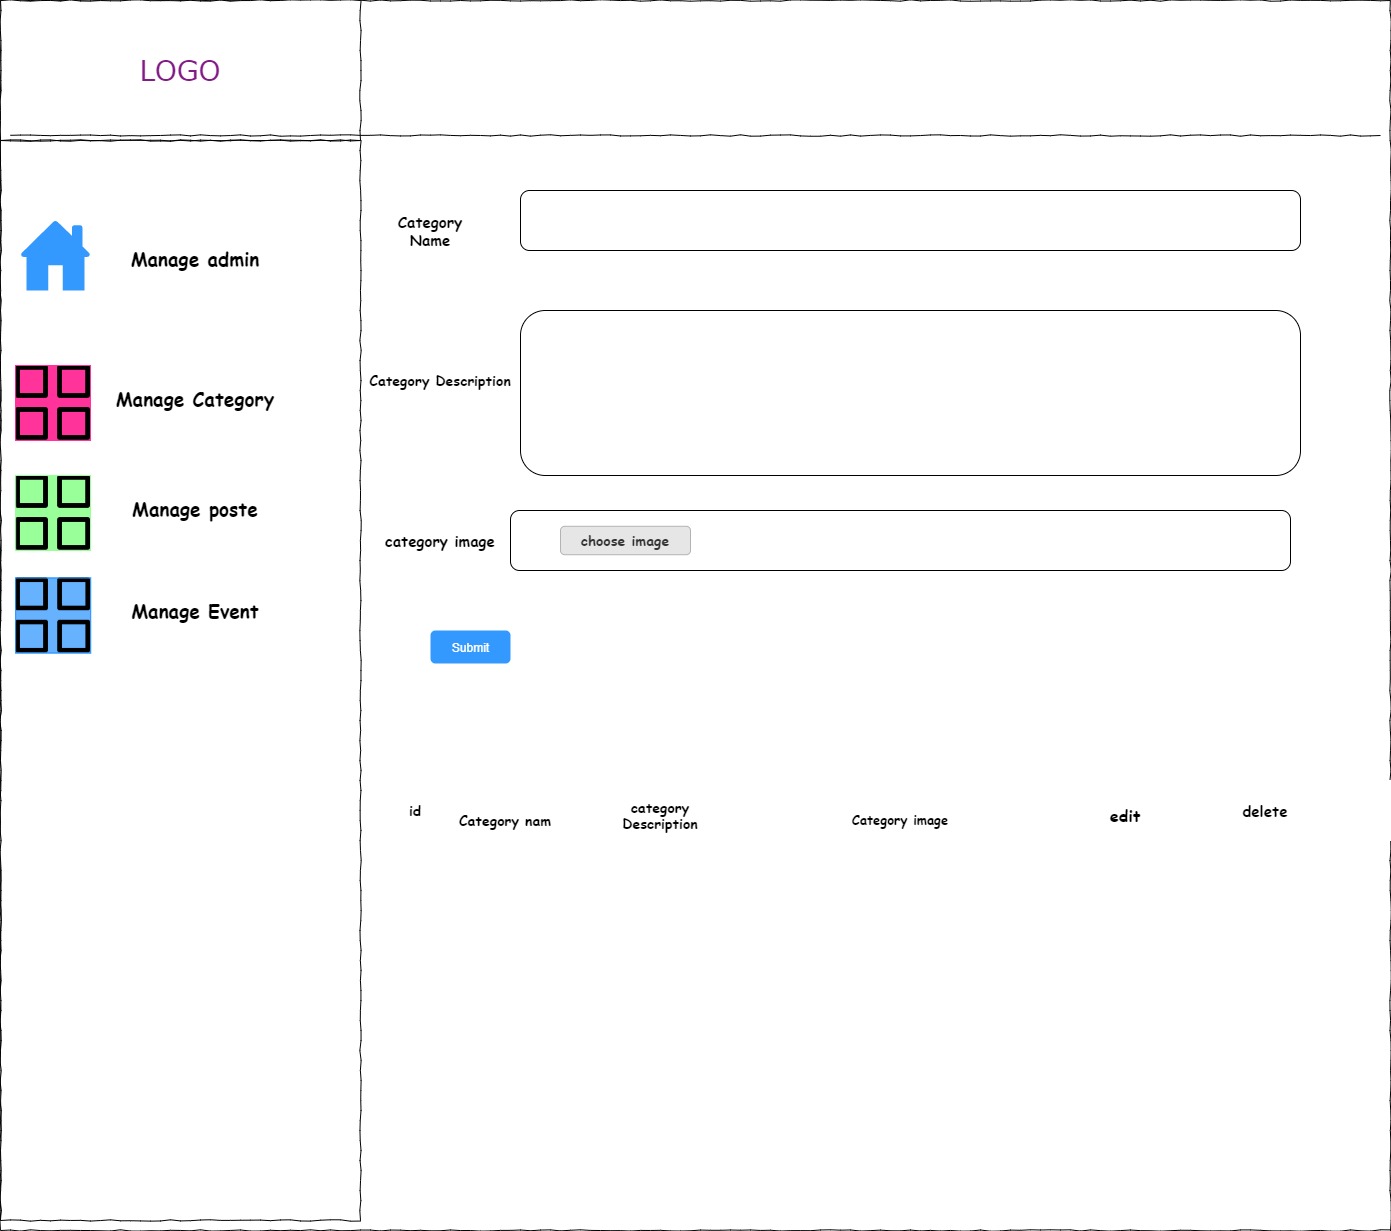 LOGO
Manage admin
Manage Category
Manage poste
Manage Event
Category
Name
Category Description
category image
choose image
Submit
id
Category nam
category
Description
Category image
edit
delete